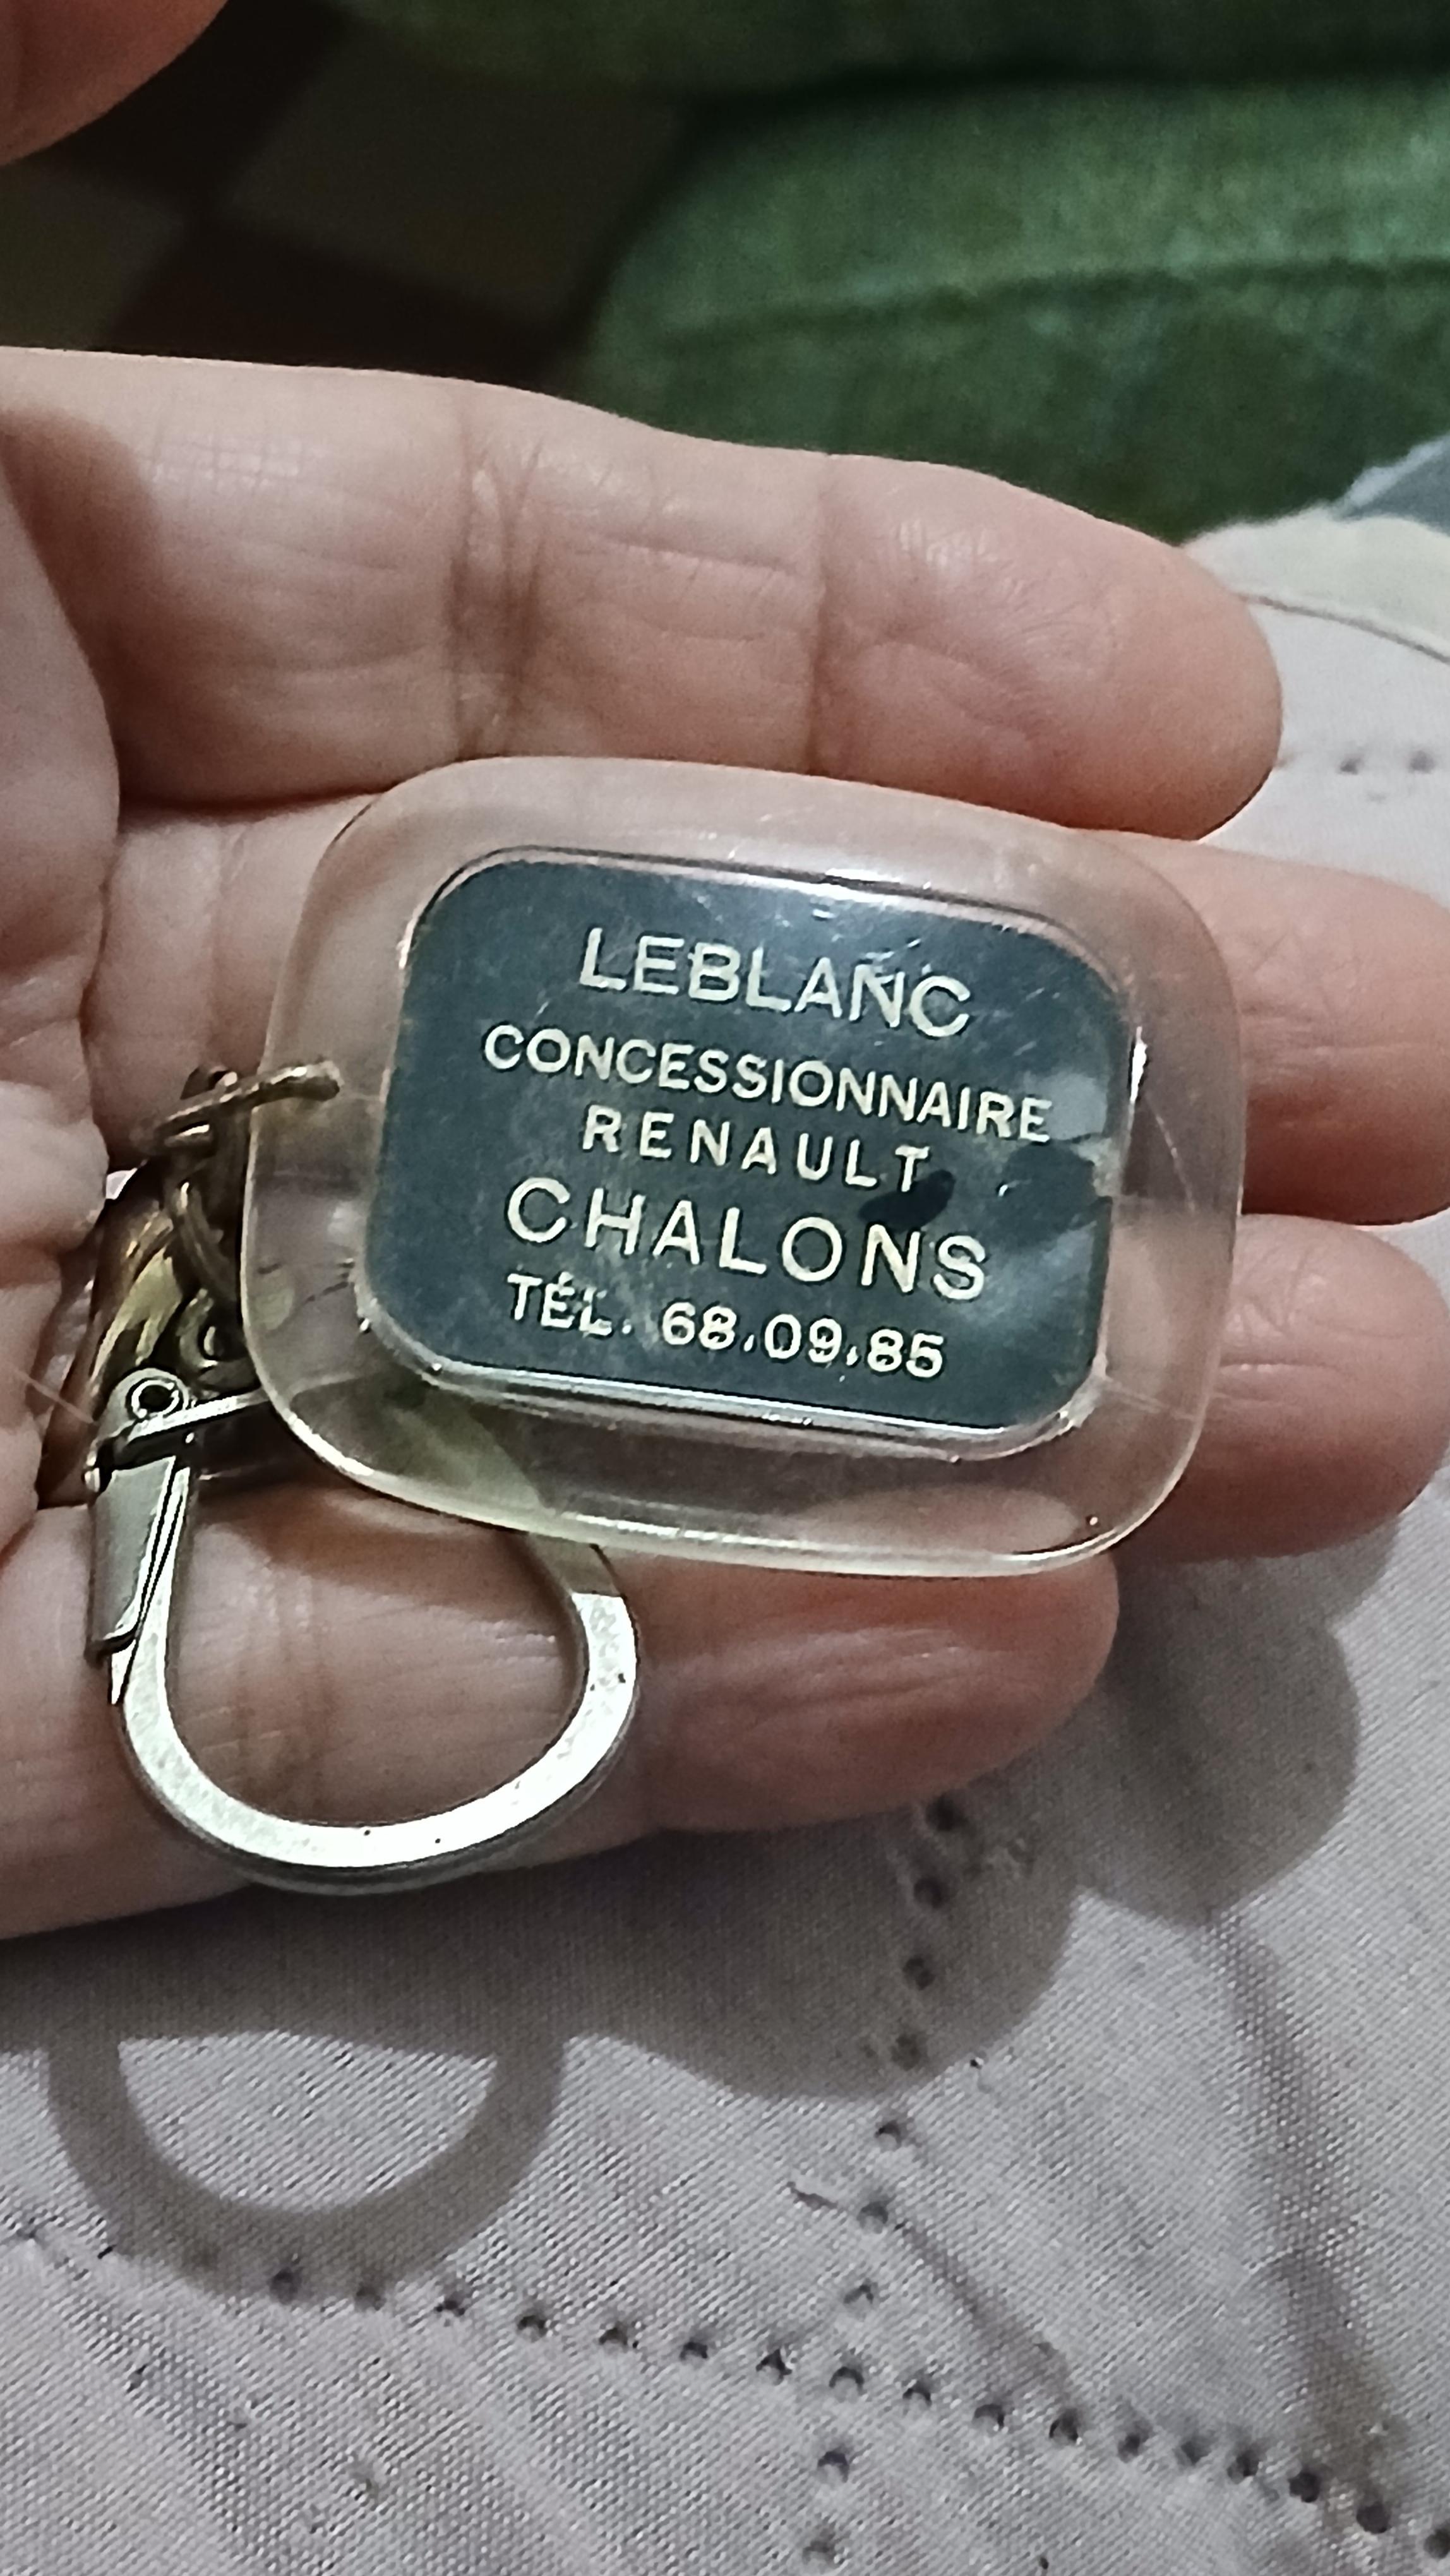 LEBLANC
CONCESSIONNAIRE
RENAULT
CHALONS
TÉL. 68.09.85